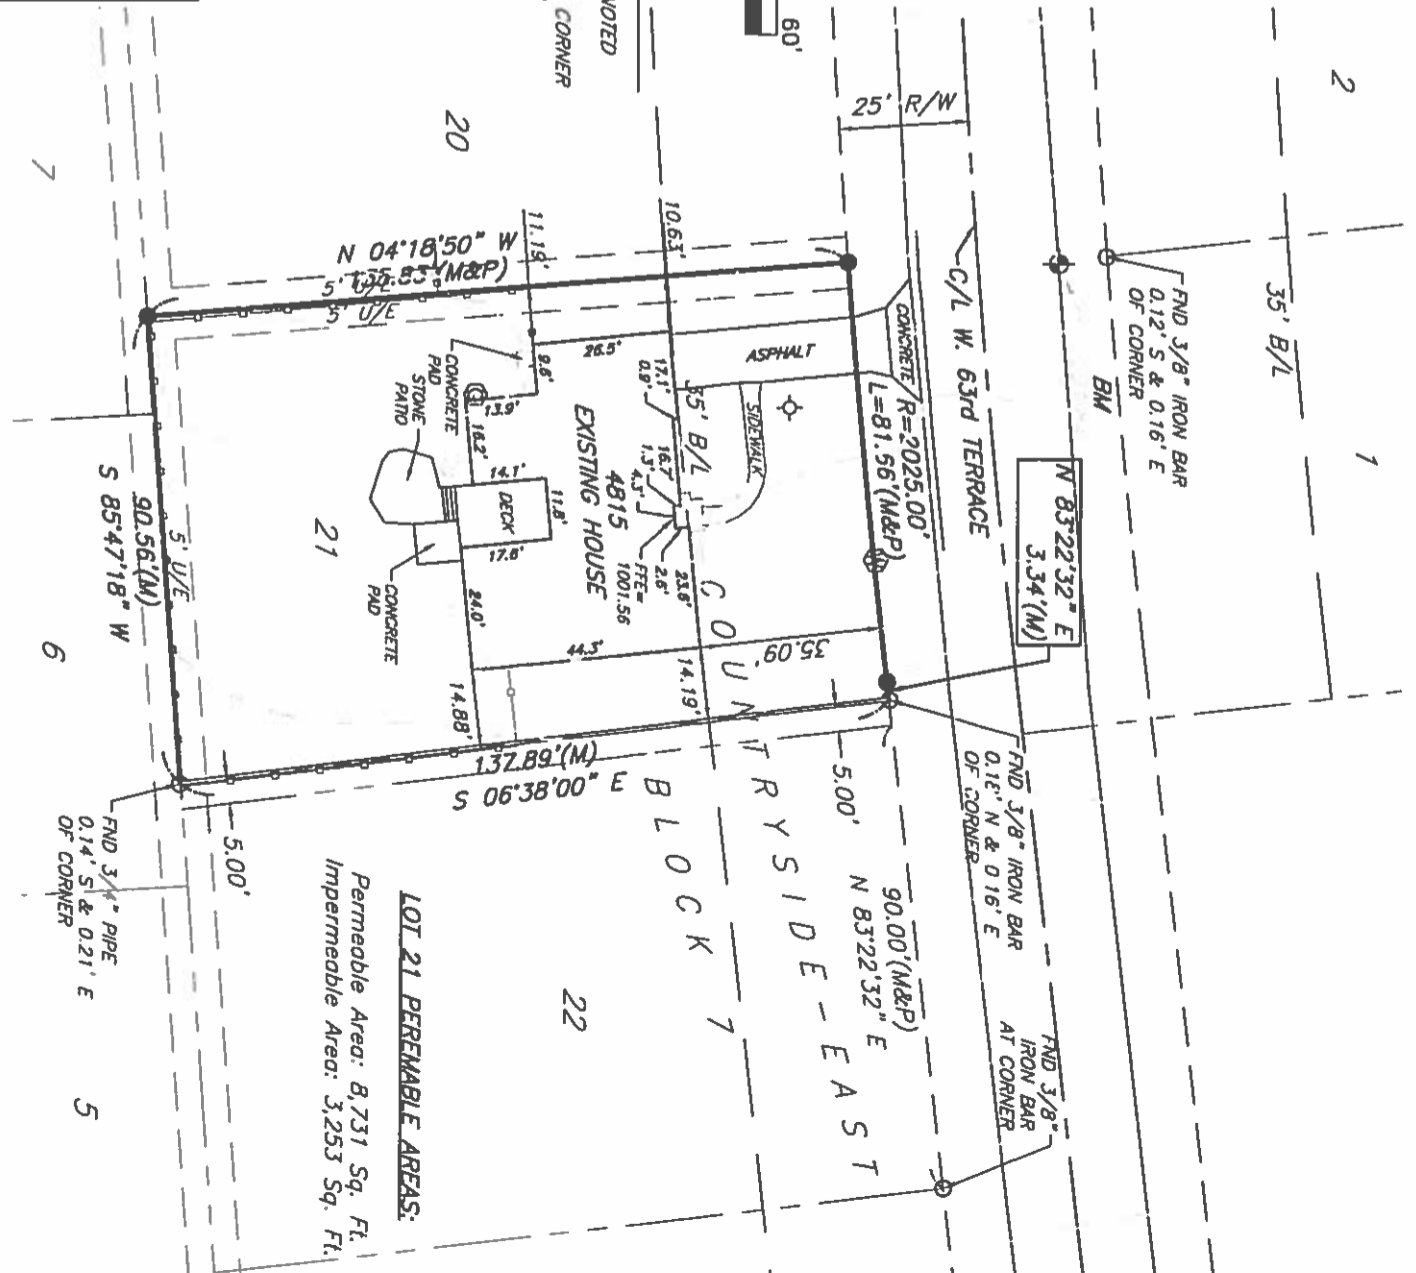 60'
NOTED
CORNER
2
25' R/W
20
7
N 04°18'50" W
(M&P)
5' U/E
5' U/E
11.19'
10.63'
C/L W. 63rd TERRACE
FND 3/8" IRON BAR
0.12' S & 0.16' E
OF CORNER
BM
35' B/L
1
CONCRETE
ASPHALT
SIDEWALK
R=2025.00'
L=81.56'(M&P)
26.5'
9.6'
13.9'
17.1'
0.9'
35' B/L
16.7'
1.3'
4.3'
CONCRETE
PAD
STONE
PATIO
16.2'
14.1'
DECK
11.8'
17.6'
EXISTING HOUSE
4815
FFE=
1001.56
2.6'
23.6'
N 83°22'32" E
3.34'(M)
21
CONCRETE
PAD
24.0'
44.3'
35.09'
14.19'
14.88'
5' U/E
90.56'(M)
S 85°47'18" W
6
137.89'(M)
S 06°38'00" E
5.00'
5.00'
FND 3/8" IRON BAR
N & 0.16' E
OF CORNER
FND 3/4" PIPE
0.14' S & 0.21' E
OF CORNER
COUNTRYSIDE-EAST
BLOCK 7
90.00'(M&P)
N 83°22'32" E
22
5
FND 3/8"
IRON BAR
AT CORNER
LOT 21 PEREMABLE AREAS:
Permeable Area: 8,731 Sq. Ft.
Impermeable Area: 3,253 Sq. Ft.